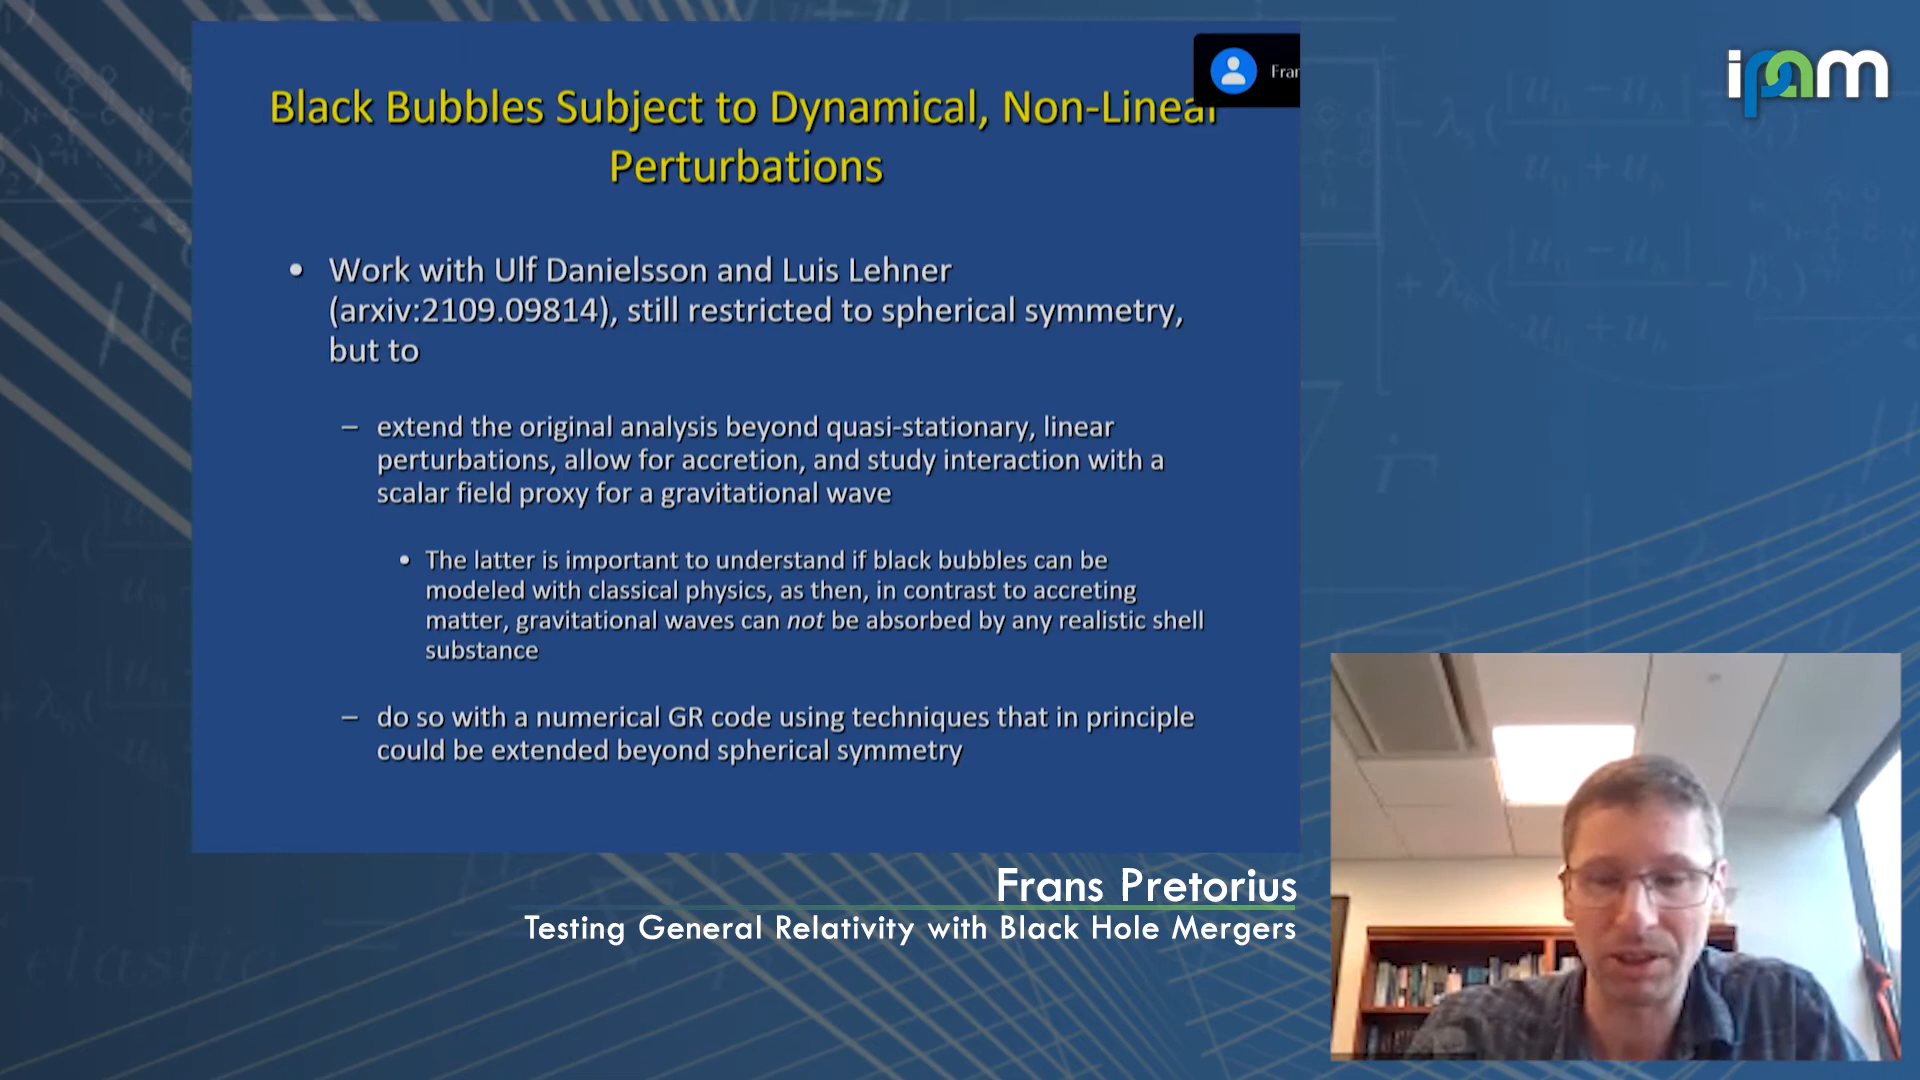 ipam
Fran
Black Bubbles Subject to Dynamical, Non-Linear
Perturbations
• Work with Ulf Danielsson and Luis Lehner
(arxiv:2109.09814), still restricted to spherical symmetry,
but to
– extend the original analysis beyond quasi-stationary, linear
perturbations, allow for accretion, and study interaction with a
scalar field proxy for a gravitational wave
• The latter is important to understand if black bubbles can be
modeled with classical physics, as then, in contrast to accreting
matter, gravitational waves can not be absorbed by any realistic shell
substance
– do so with a numerical GR code using techniques that in principle
could be extended beyond spherical symmetry
Frans Pretorius
Testing General Relativity with Black Hole Mergers